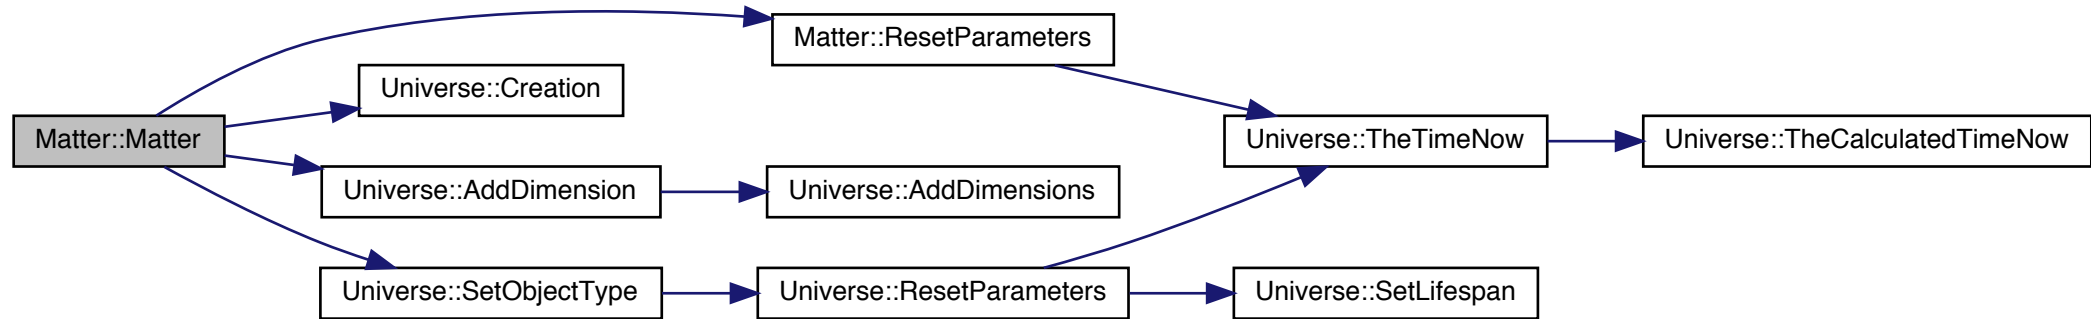 Matter::ResetParameters
Universe::Creation
Matter::Matter
Universe::TheTimeNow
Universe::TheCalculatedTimeNow
Universe::AddDimension
Universe::AddDimensions
Universe::SetObjectType
Universe::ResetParameters
Universe::SetLifespan